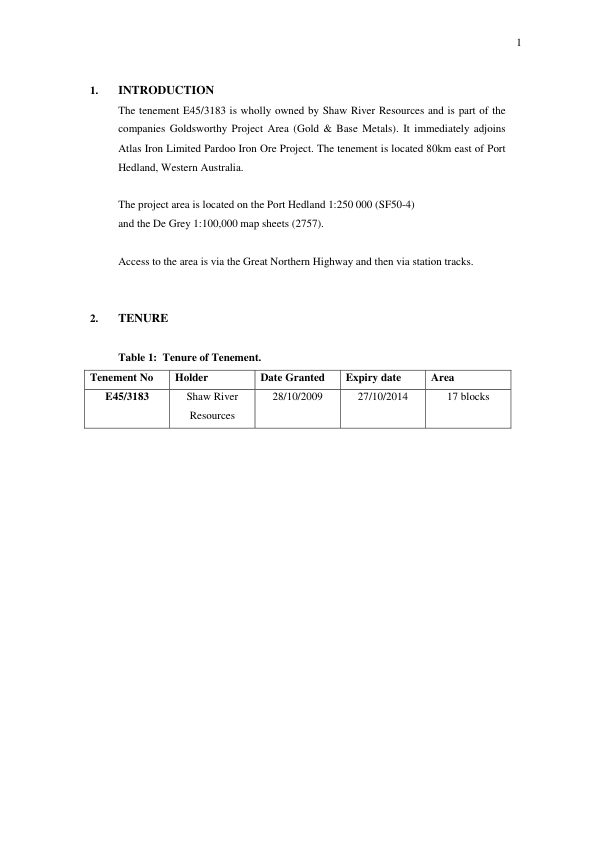 1
1. INTRODUCTION
The tenement E45/3183 is wholly owned by Shaw River Resources and is part of the
companies Goldsworthy Project Area (Gold & Base Metals). It immediately adjoins
Atlas Iron Limited Pardoo Iron Ore Project. The tenement is located 80km east of Port
Hedland, Western Australia.
The project area is located on the Port Hedland 1:250 000 (SF50-4)
and the De Grey 1:100,000 map sheets (2757).
Access to the area is via the Great Northern Highway and then via station tracks.
2. TENURE
Table 1: Tenure of Tenement.
Tenement No Holder Date Granted Expiry date Area
E45/3183 Shaw River 28/10/2009 27/10/2014 17 blocks
Resources